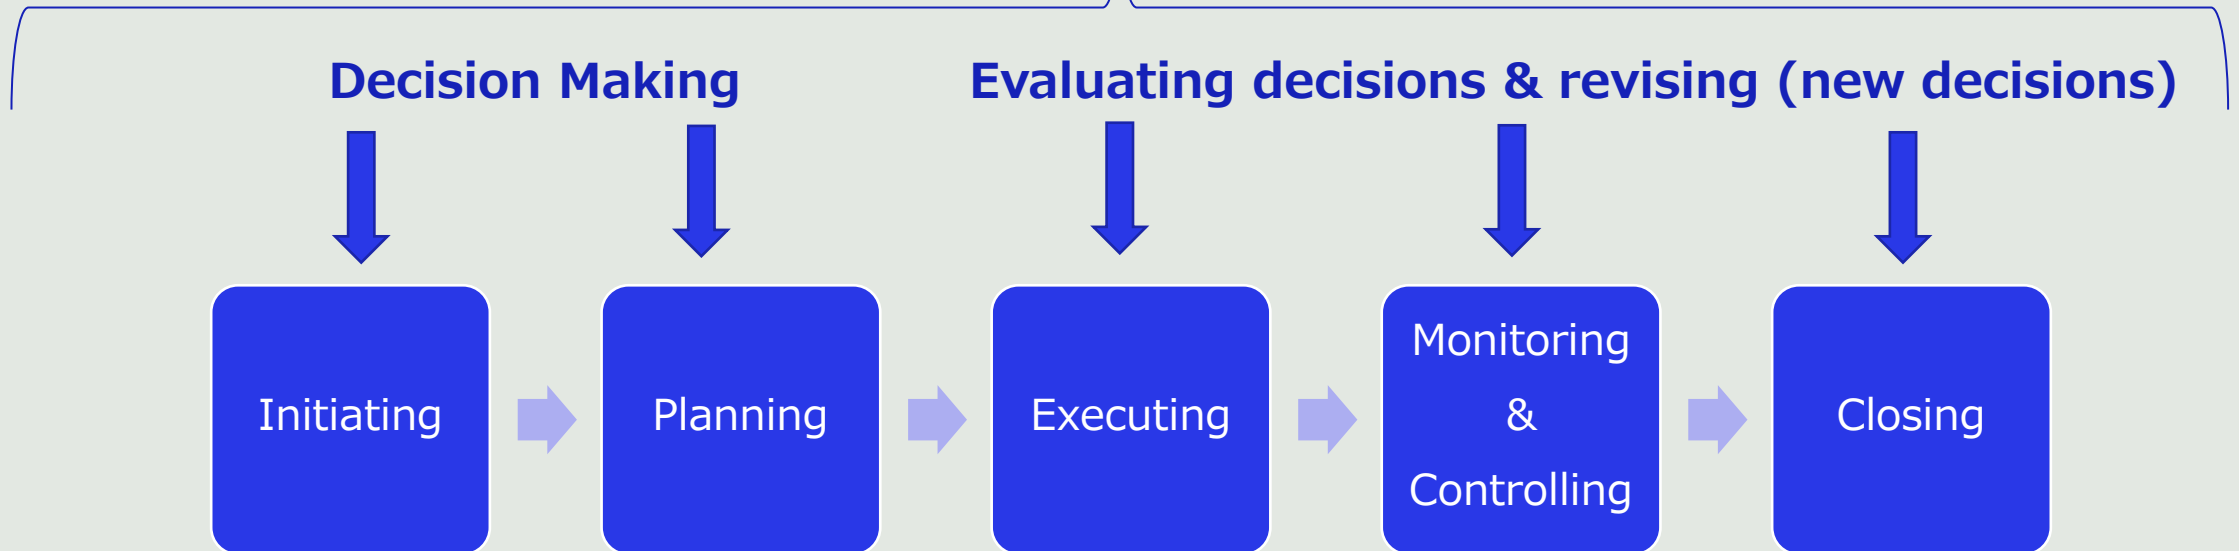 Decision Making
Evaluating decisions & revising (new decisions)
Initiating
Planning
Executing
Monitoring
&
Controlling
Closing